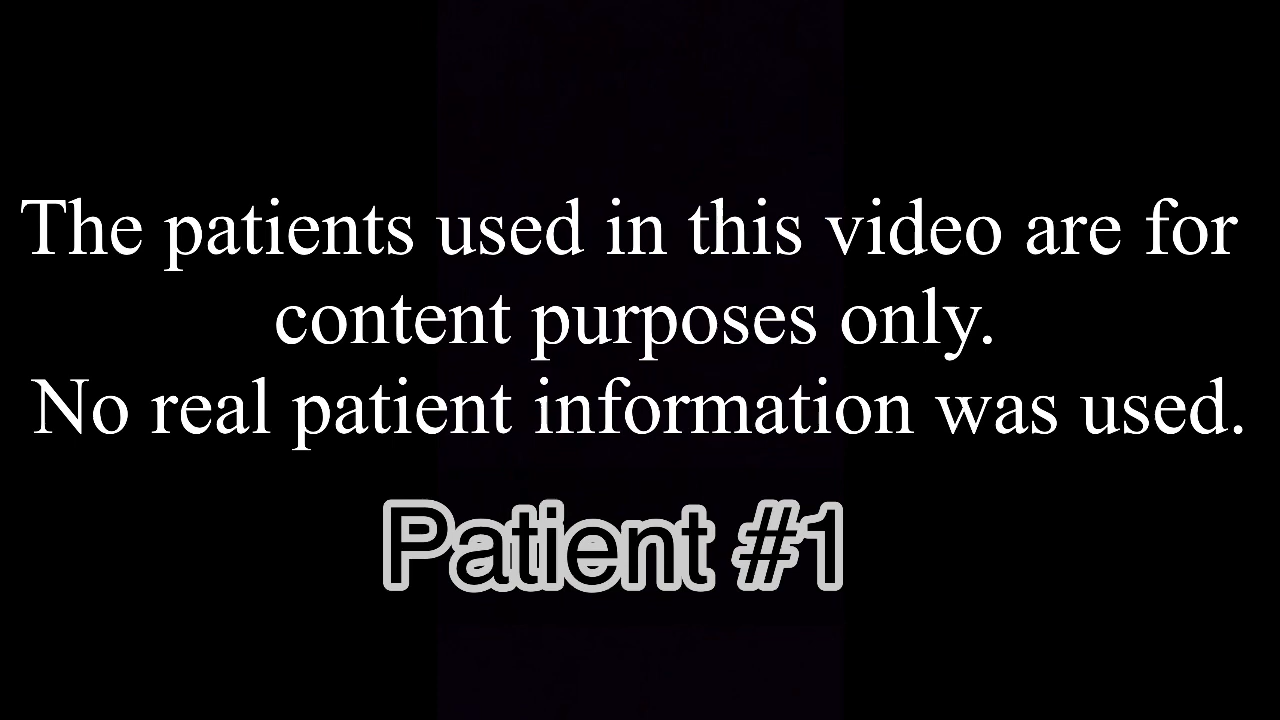 The patients used in this video are for
content purposes only.
No real patient information was used.
Patient #1